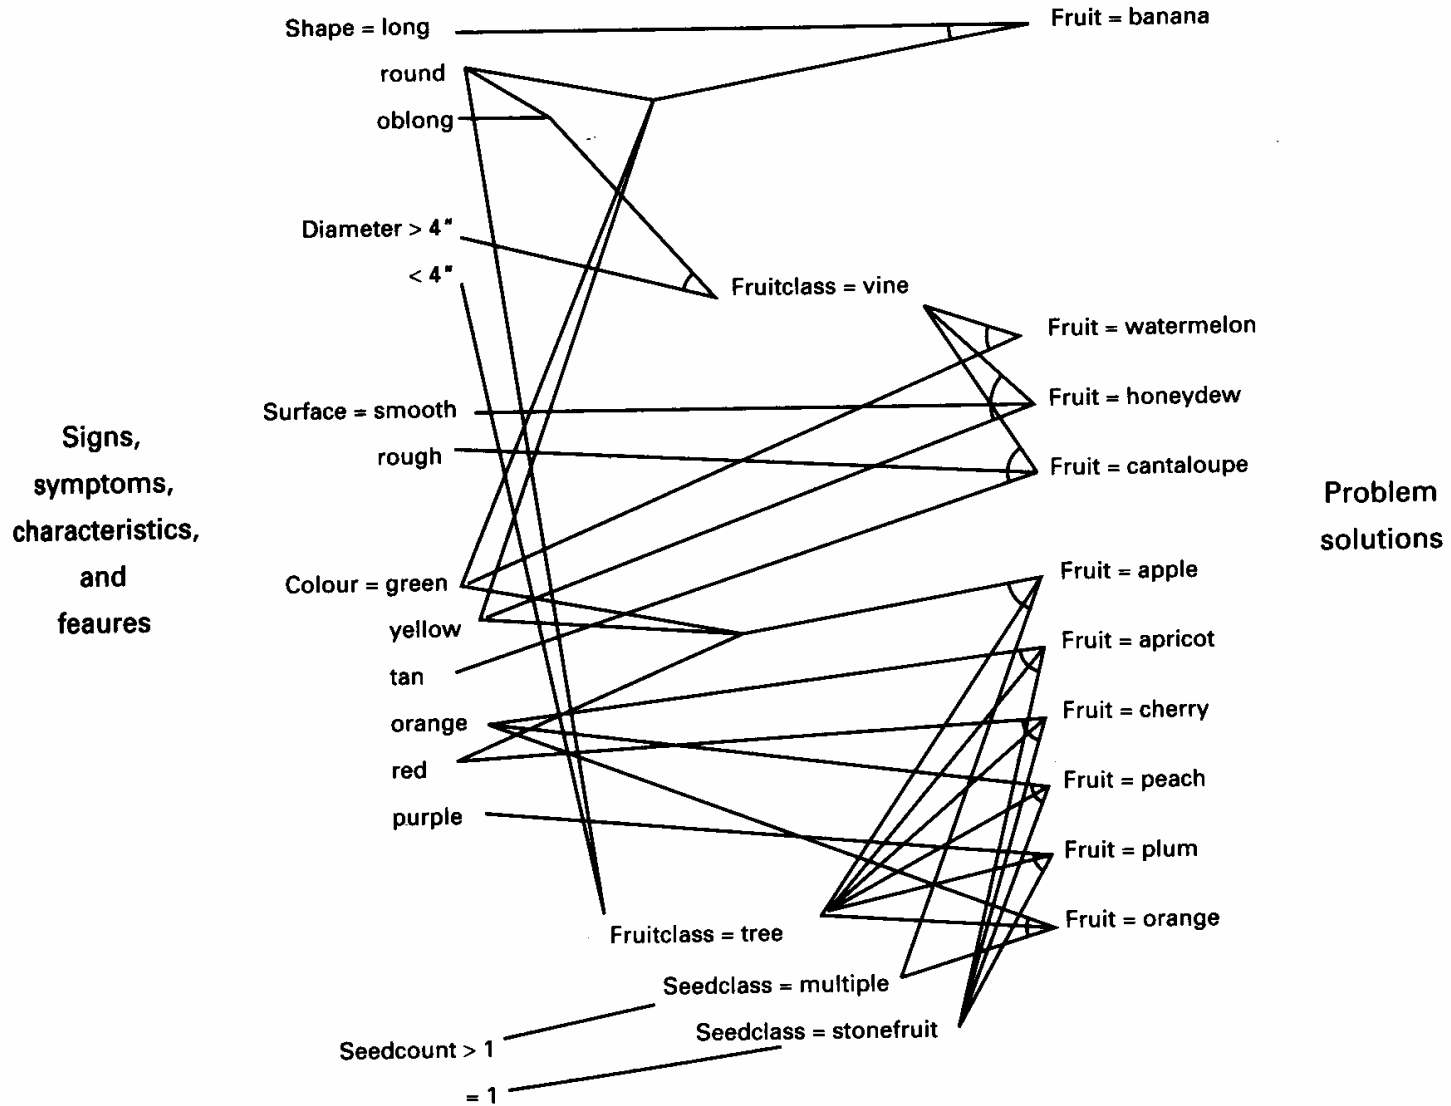 Shape = long
round
oblong
Diameter > 4"
< 4"
Surface = smooth
rough
Colour = green
yellow
tan
orange
red
purple
Seedcount > 1
= 1
Signs,
symptoms,
characteristics,
and
feaures
Fruitclass = vine
Fruitclass = tree
Seedclass = multiple
Seedclass = stonefruit
Fruit = banana
Fruit = watermelon
Fruit = honeydew
Fruit = cantaloupe
Fruit = apple
Fruit = apricot
Fruit = cherry
Fruit = peach
Fruit = plum
Fruit = orange
Problem
solutions